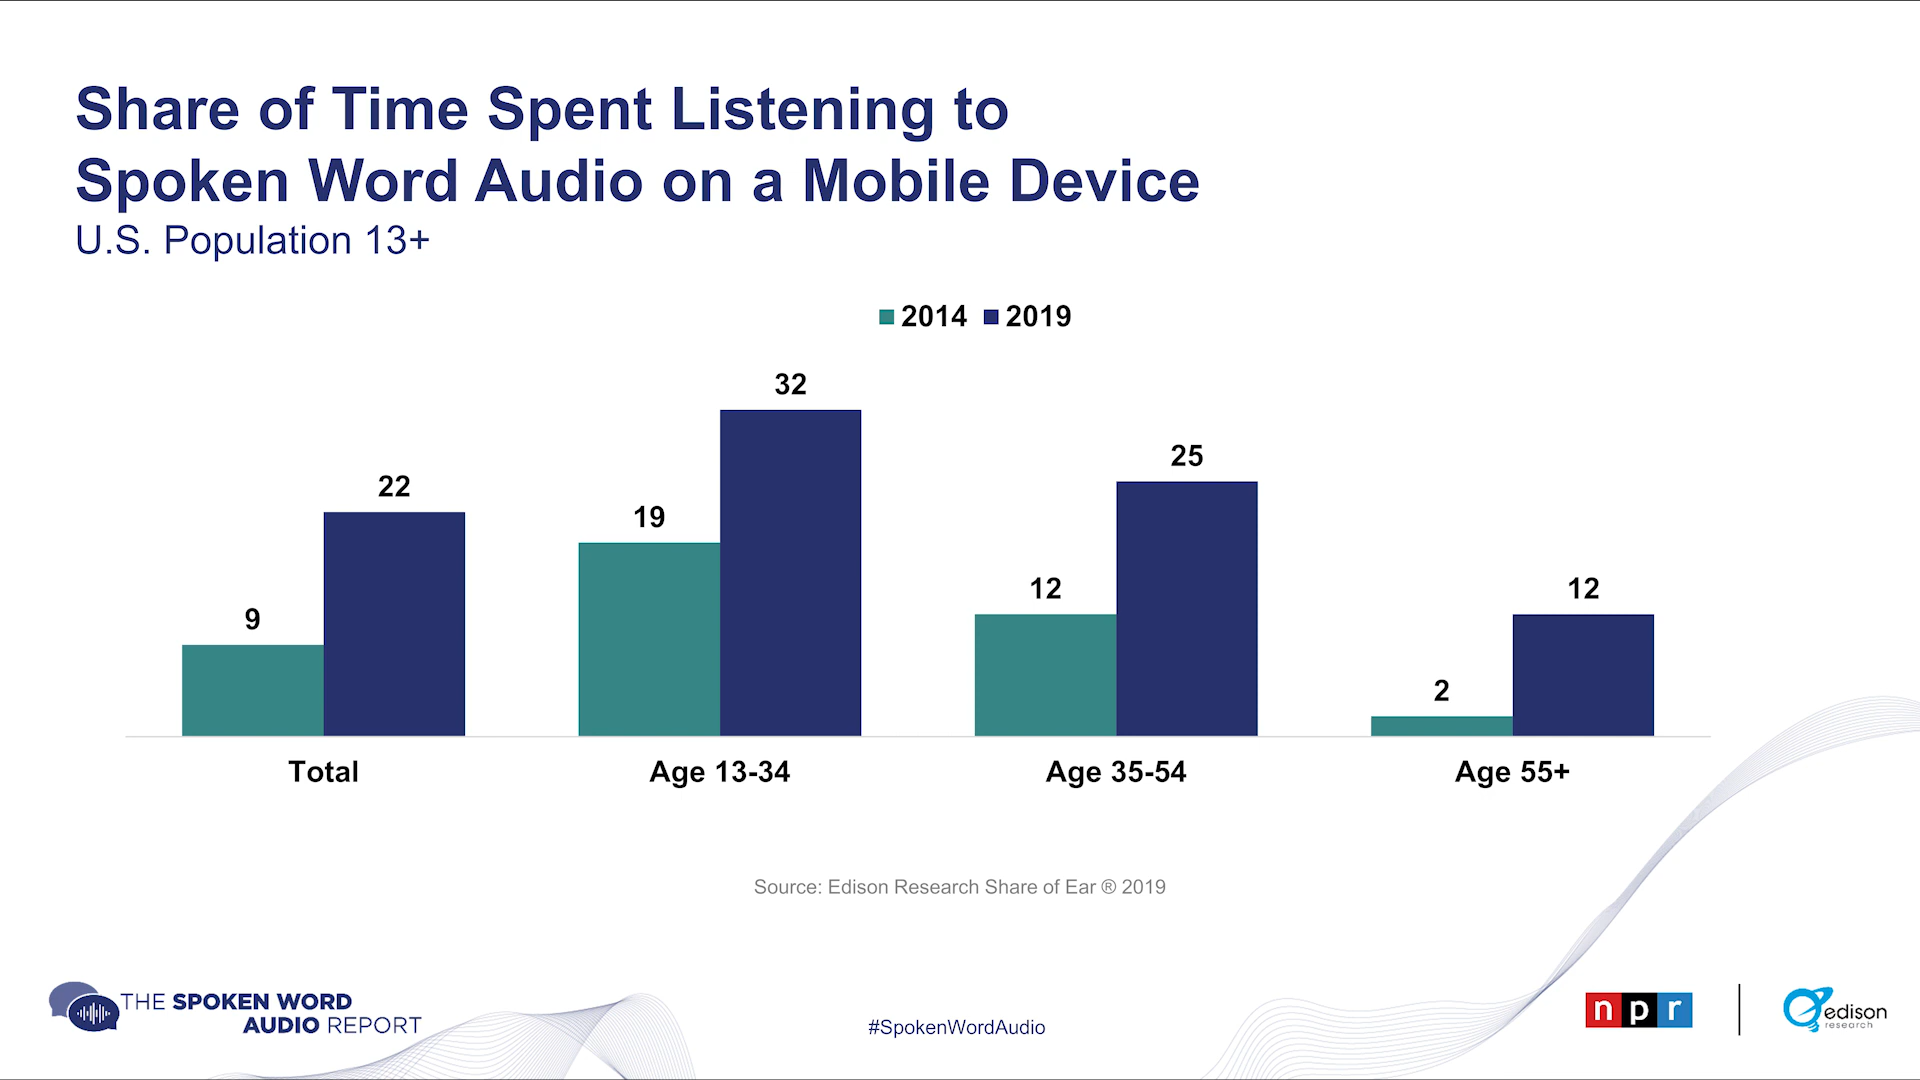 Share of Time Spent Listening to
Spoken Word Audio on a Mobile Device
U.S. Population 13+
2014 2019
32
25
22
19
12
12
9
2
Total Age 13-34 Age 35-54 Age 55+
Source: Edison Research Share of Ear ® 2019
THE SPOKEN WORD
AUDIO REPORT
#SpokenWordAudio
npr
edison
research